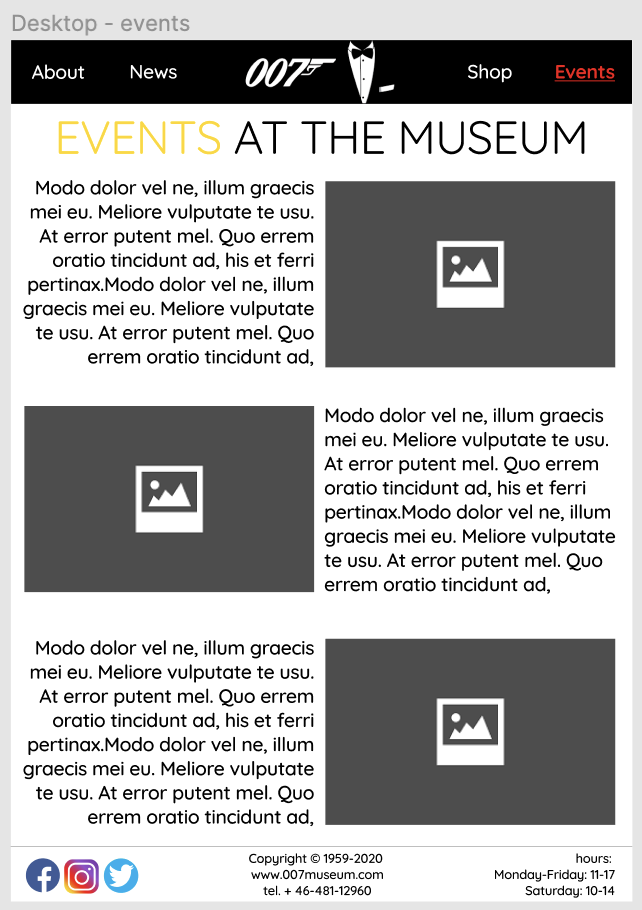 Desktop - events
About News 007 Shop Events
EVENTS AT THE MUSEUM
Modo dolor vel ne, illum graecis
mei eu. Meliore vulputate te usu.
At error putent mel. Quo errem
oratio tincidunt ad, his et ferri
pertinax.Modo dolor vel ne, illum
graecis mei eu. Meliore vulputate
te usu. At error putent mel. Quo
errem oratio tincidunt ad,
Modo dolor vel ne, illum graecis
mei eu. Meliore vulputate te usu.
At error putent mel. Quo errem
oratio tincidunt ad, his et ferri
pertinax.Modo dolor vel ne, illum
graecis mei eu. Meliore vulputate
te usu. At error putent mel. Quo
errem oratio tincidunt ad,
Modo dolor vel ne, illum graecis
mei eu. Meliore vulputate te usu.
At error putent mel. Quo errem
oratio tincidunt ad, his et ferri
pertinax.Modo dolor vel ne, illum
graecis mei eu. Meliore vulputate
te usu. At error putent mel. Quo
errem oratio tincidunt ad,
Copyright © 1959-2020
www.007museum.com
tel. + 46-481-12960
hours:
Monday-Friday: 11-17
Saturday: 10-14